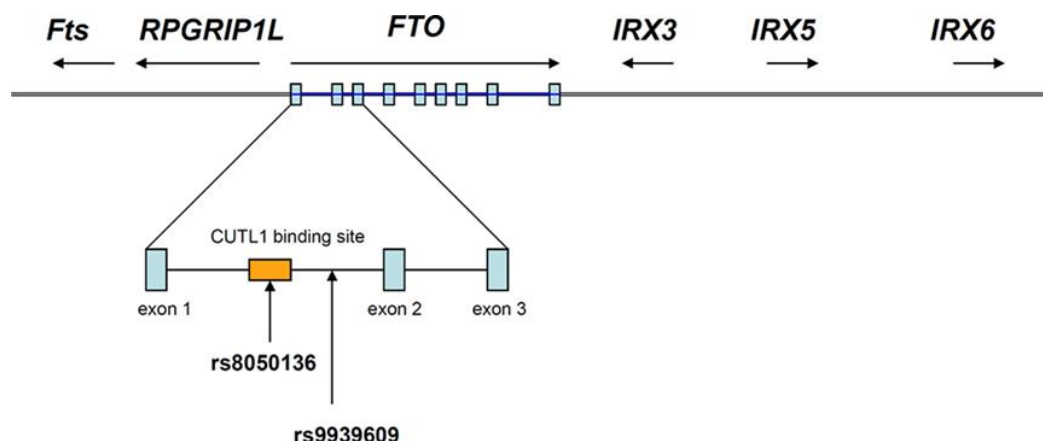 Fts RPGRIP1L FTO IRX3 IRX5 IRX6
CUTL1 binding site
exon 1 exon 2 exon 3
rs8050136
rs9939609